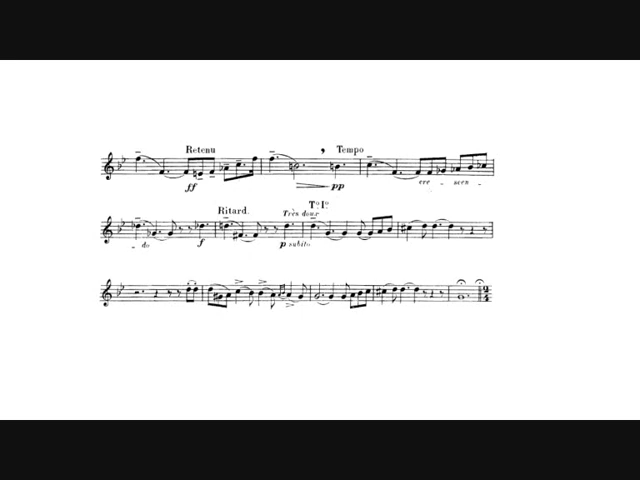 Retenu , Tempo
ff pp cre - scen -
Ritard. Très doux T.º I.º
- do f p subito